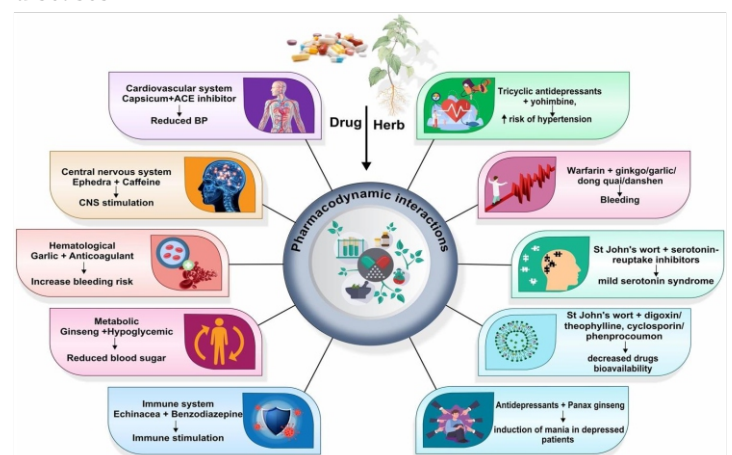 Drug
Herb
Pharmacodynamic interactions
Cardiovascular system
Capsicum+ACE inhibitor
Reduced BP
Central nervous system
Ephedra + Caffeine
CNS stimulation
Hematological
Garlic + Anticoagulant
Increase bleeding risk
Metabolic
Ginseng +Hypoglycemic
Reduced blood sugar
Immune system
Echinacea + Benzodiazepine
Immune stimulation
Tricyclic antidepressants
+ yohimbine,
↑ risk of hypertension
Warfarin + ginkgo/garlic/
dong quai/danshen
Bleeding
St John's wort + serotonin-
reuptake inhibitors
mild serotonin syndrome
St John's wort + digoxin/
theophylline, cyclosporin/
phenprocoumon
decreased drugs
bioavailability
Antidepressants + Panax ginseng
induction of mania in depressed
patients